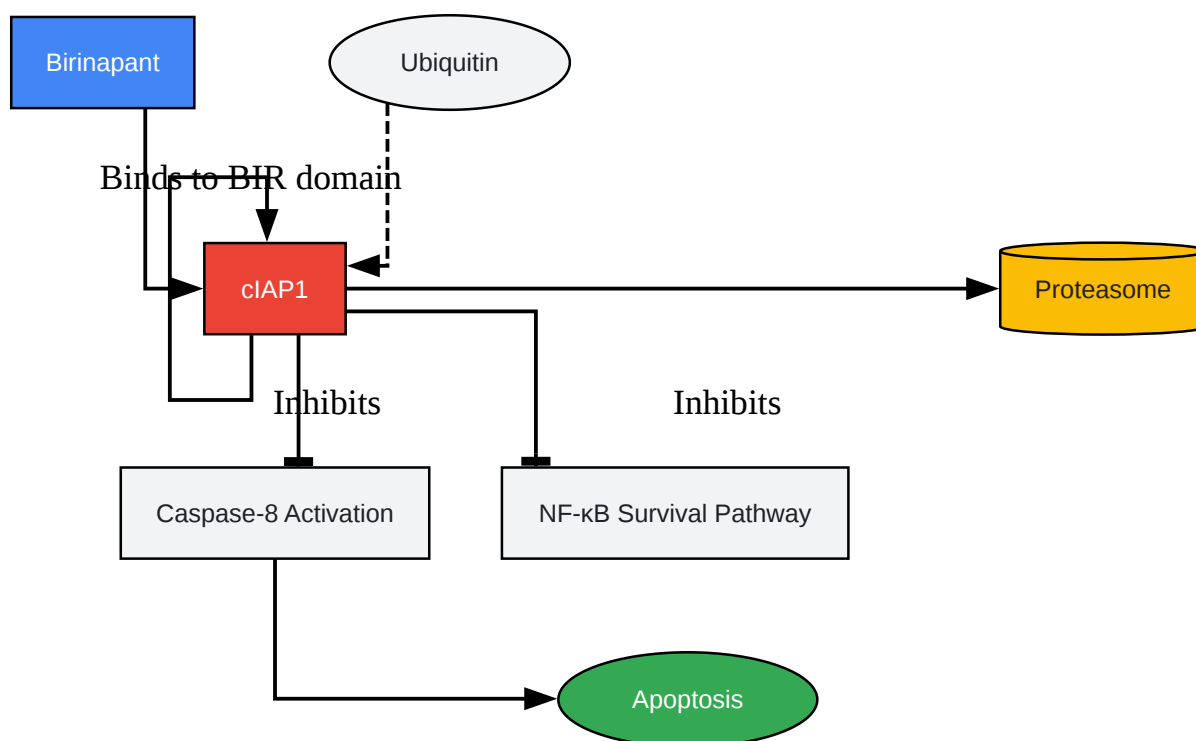 Birinapant
Ubiquitin
Binds to BIR domain
cIAP1
Proteasome
Inhibits
Inhibits
Caspase-8 Activation
NF-κB Survival Pathway
Apoptosis